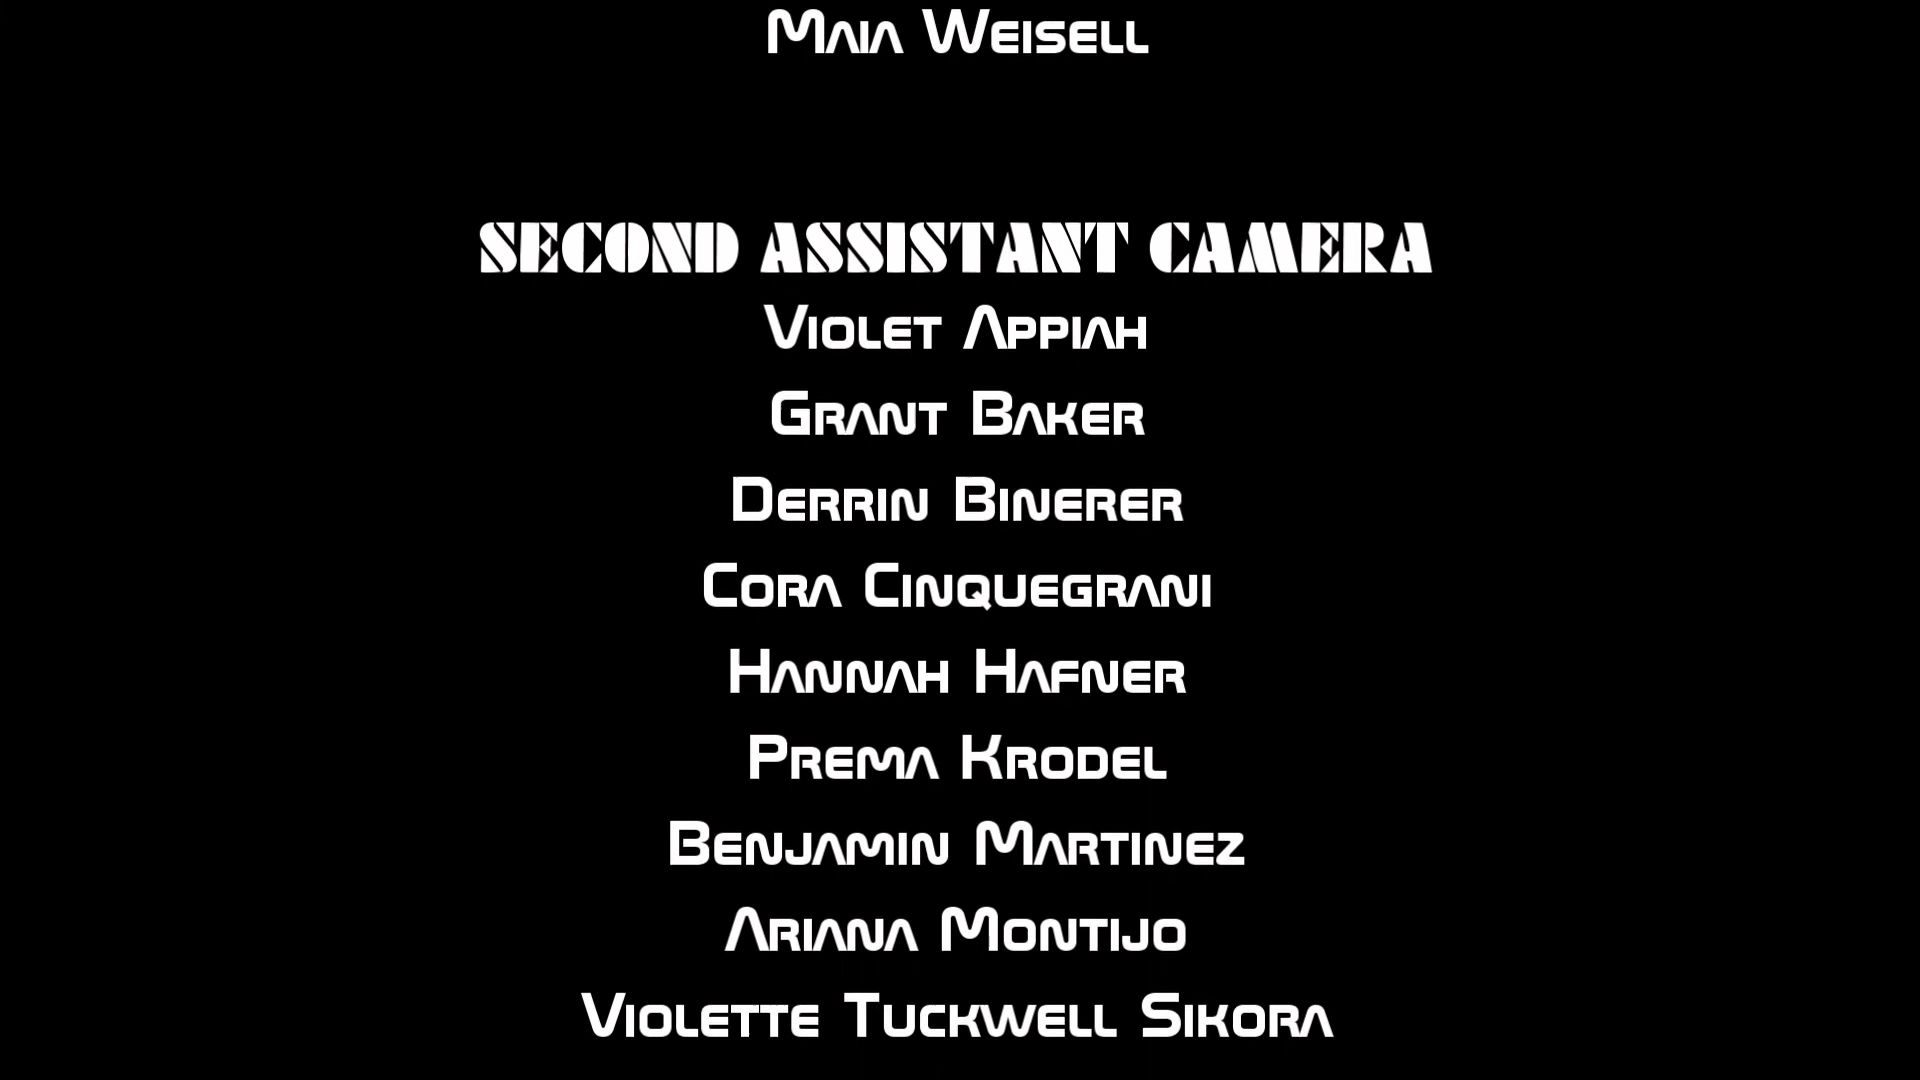 Maia Weisell
SECOND ASSISTANT CAMERA
Violet Appiah
Grant Baker
Derrin Binerer
Cora Cinquegrani
Hannah Hafner
Prema Krodel
Benjamin Martinez
Ariana Montijo
Violette Tuckwell Sikora